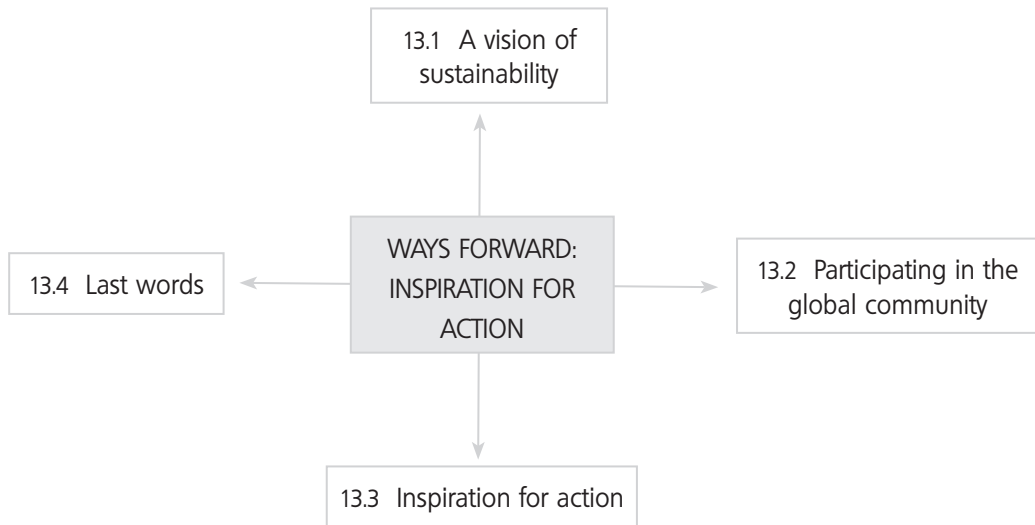 13.1 A vision of
sustainability
WAYS FORWARD:
INSPIRATION FOR
ACTION
13.4 Last words
13.2 Participating in the
global community
13.3 Inspiration for action